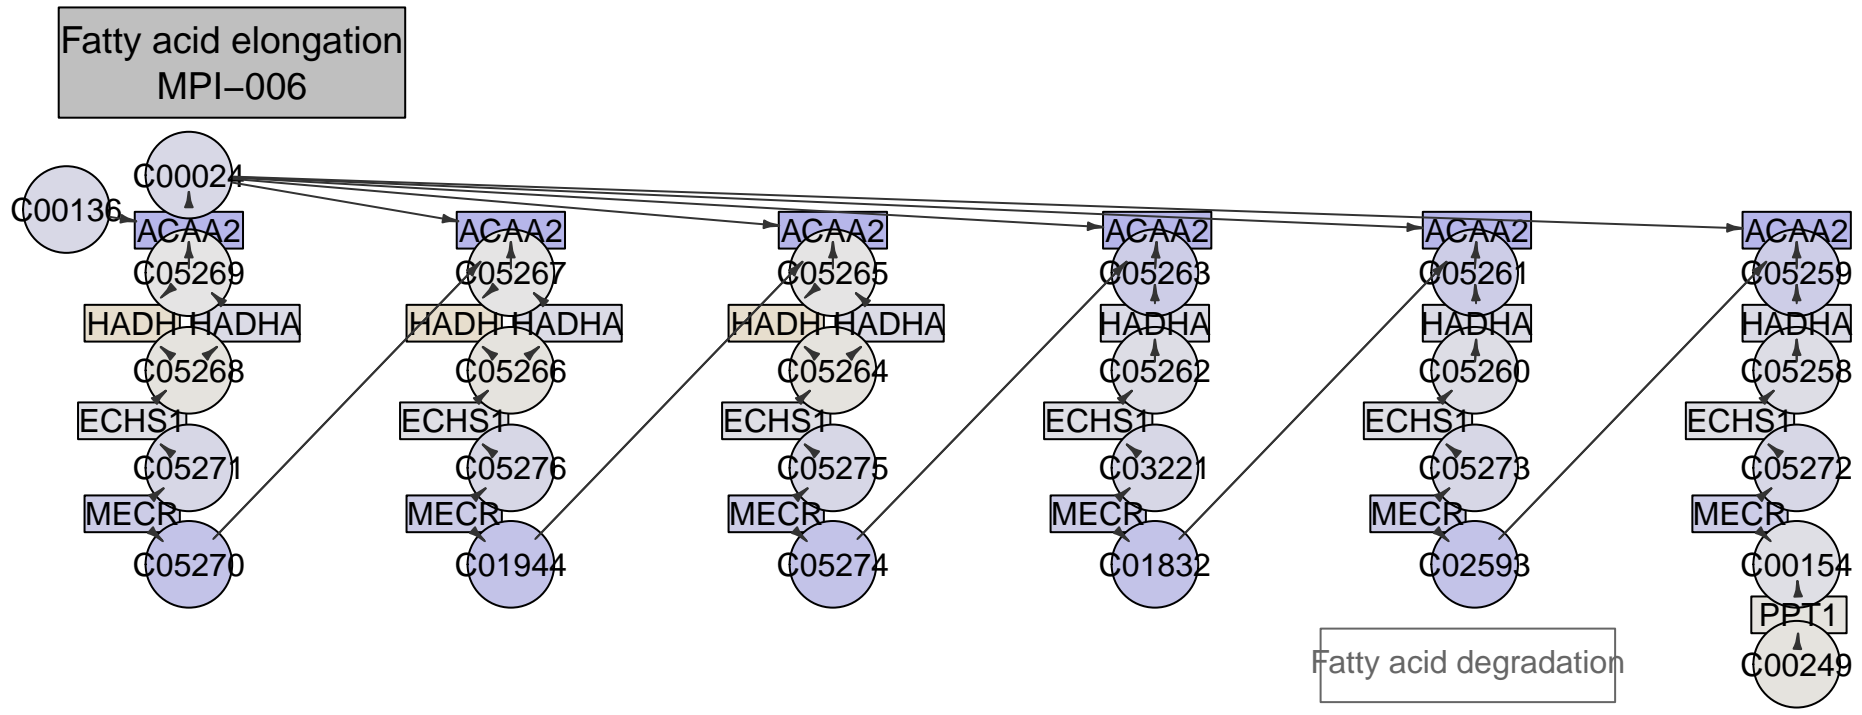 Fatty acid elongation
MPI−006
C00024
C00136
ACAA2
ACAA2
ACAA2
ACAA2
ACAA2
ACAA2
C05269
C05267
C05265
C05263
C05261
C05259
HADH
HADHA
HADH
HADHA
HADH
HADHA
HADHA
HADHA
HADHA
C05268
C05266
C05264
C05262
C05260
C05258
ECHS1
ECHS1
ECHS1
ECHS1
ECHS1
ECHS1
C05271
C05276
C05275
C03221
C05273
C05272
MECR
MECR
MECR
MECR
MECR
MECR
C05270
C01944
C05274
C01832
C02593
C00154
PPT1
Fatty acid degradation
C00249